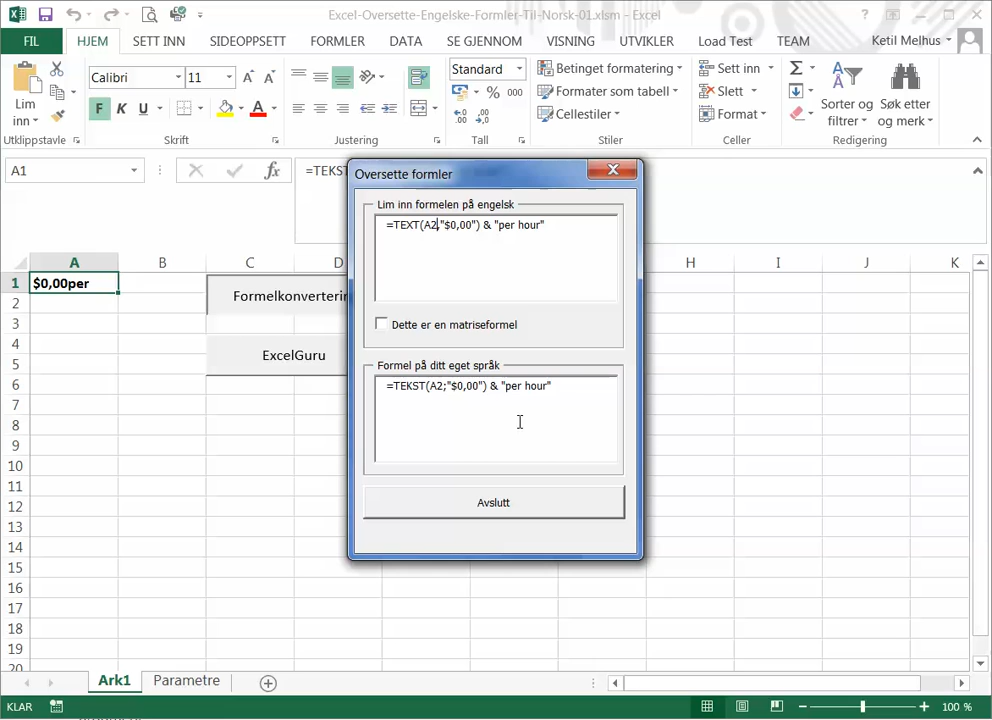 Excel-Oversette-Engelske-Formler-Til-Norsk-01.xlsm - Excel
FIL HJEM SETT INN SIDEOPPSETT FORMLER DATA SE GJENNOM VISNING UTVIKLER Load Test TEAM Ketil Melhus
Lim inn
Calibri 11
F K U
A
Standard
% 000
Betinget formatering
Formater som tabell
Cellestiler
Sett inn
Slett
Format
Sorter og filtrer
Søk etter og merk
Utklippstavle Skrift Justering Tall Stiler Celler Redigering
A1 fx =TEKST
Oversette formler
Lim inn formelen på engelsk
=TEXT(A2,"$0,00") & "per hour"
Dette er en matriseformel
Formel på ditt eget språk
=TEKST(A2;"$0,00") & "per hour"
Avslutt
A B C D H I J K
1 $0,00per
2 Formelkonvertering
3
4
5 ExcelGuru
6
7
8
9
10
11
12
13
14
15
16
17
18
19
20
Ark1 Parametre
KLAR 100 %